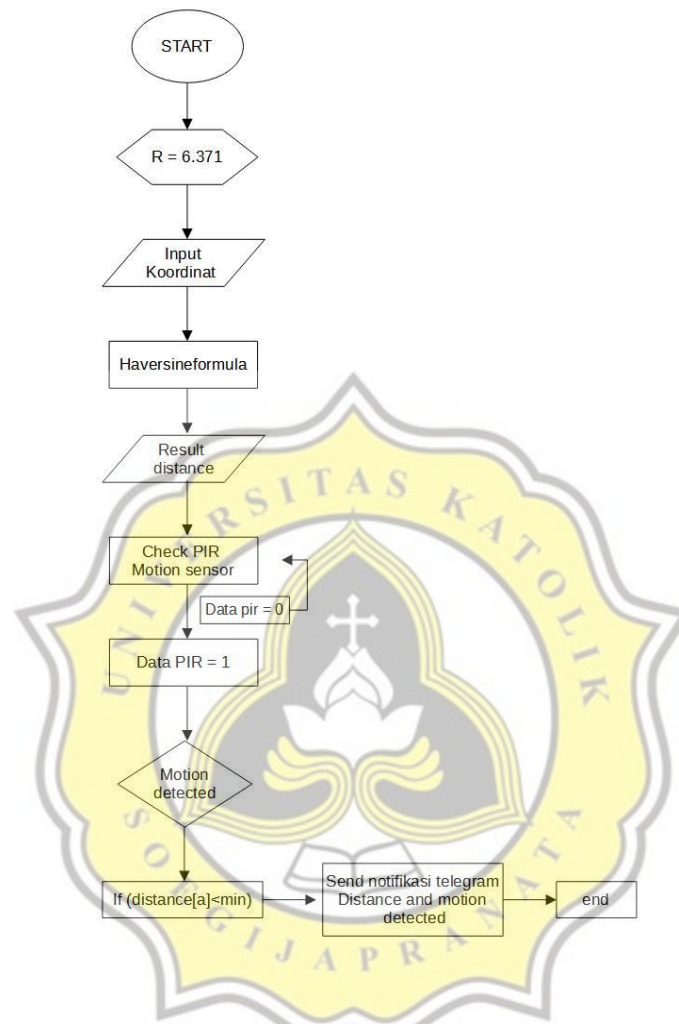 START
R = 6.371
Input
Koordinat
Haversineformula
Result
distance
Check PIR
Motion sensor
Data pir = 0
Data PIR = 1
Motion
detected
If (distance[a]<min)
Send notifikasi telegram
Distance and motion
detected
end
UNIVERSITAS KATOLIK
SOEGIJAPRANATA